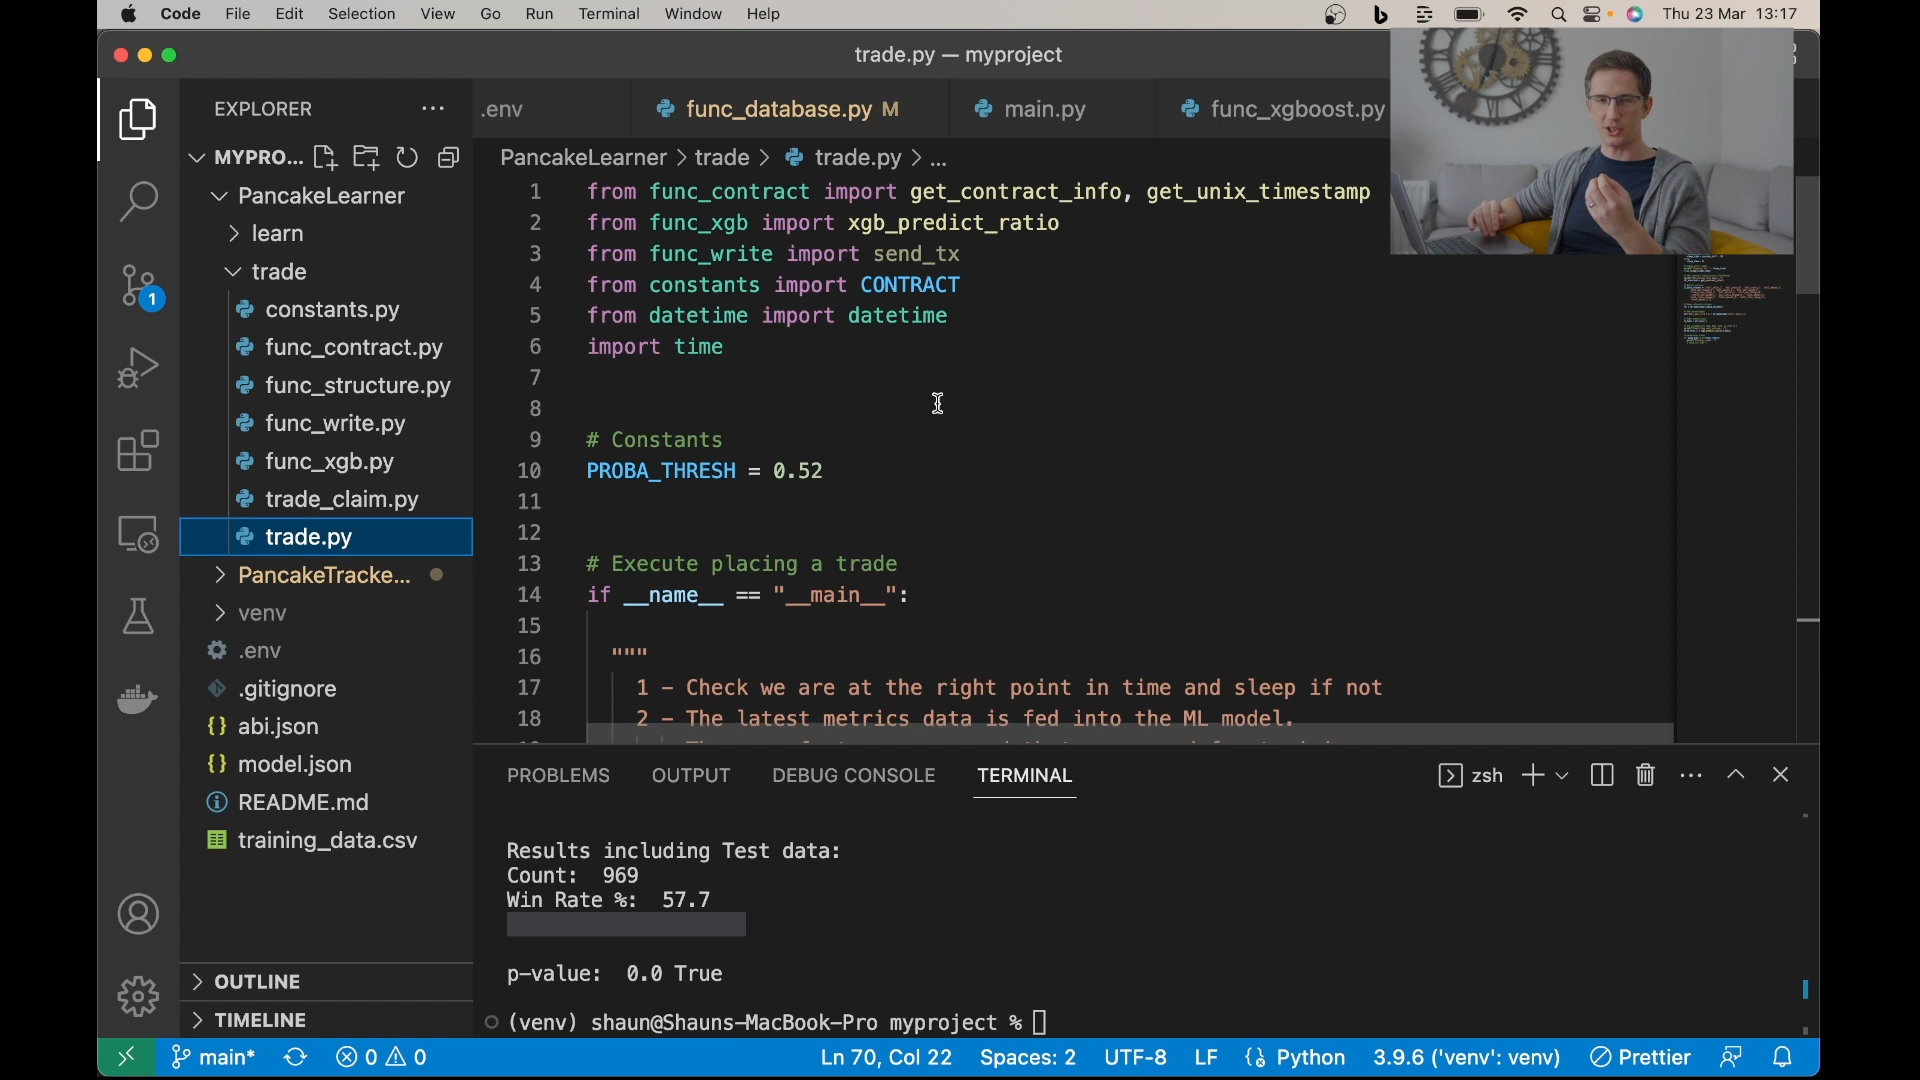 Code File Edit Selection View Go Run Terminal Window Help Thu 23 Mar 13:17
trade.py — myproject
EXPLORER
.env func_database.py M main.py func_xgboost.py
MYPRO...
PancakeLearner > trade > trade.py > ...
PancakeLearner
learn
trade
constants.py
func_contract.py
func_structure.py
func_write.py
func_xgb.py
trade_claim.py
trade.py
PancakeTracke...
venv
.env
.gitignore
abi.json
model.json
README.md
training_data.csv
OUTLINE
TIMELINE
1
1 from func_contract import get_contract_info, get_unix_timestamp
2 from func_xgb import xgb_predict_ratio
3 from func_write import send_tx
4 from constants import CONTRACT
5 from datetime import datetime
6 import time
7
8
9 # Constants
10 PROBA_THRESH = 0.52
11
12
13 # Execute placing a trade
14 if __name__ == "__main__":
15
16 """
17 1 - Check we are at the right point in time and sleep if not
18 2 - The latest metrics data is fed into the ML model.
PROBLEMS OUTPUT DEBUG CONSOLE TERMINAL zsh
Results including Test data:
Count: 969
Win Rate %: 57.7
p-value: 0.0 True
(venv) shaun@Shauns-MacBook-Pro myproject %
main* 0 0 Ln 70, Col 22 Spaces: 2 UTF-8 LF Python 3.9.6 ('venv': venv) Prettier